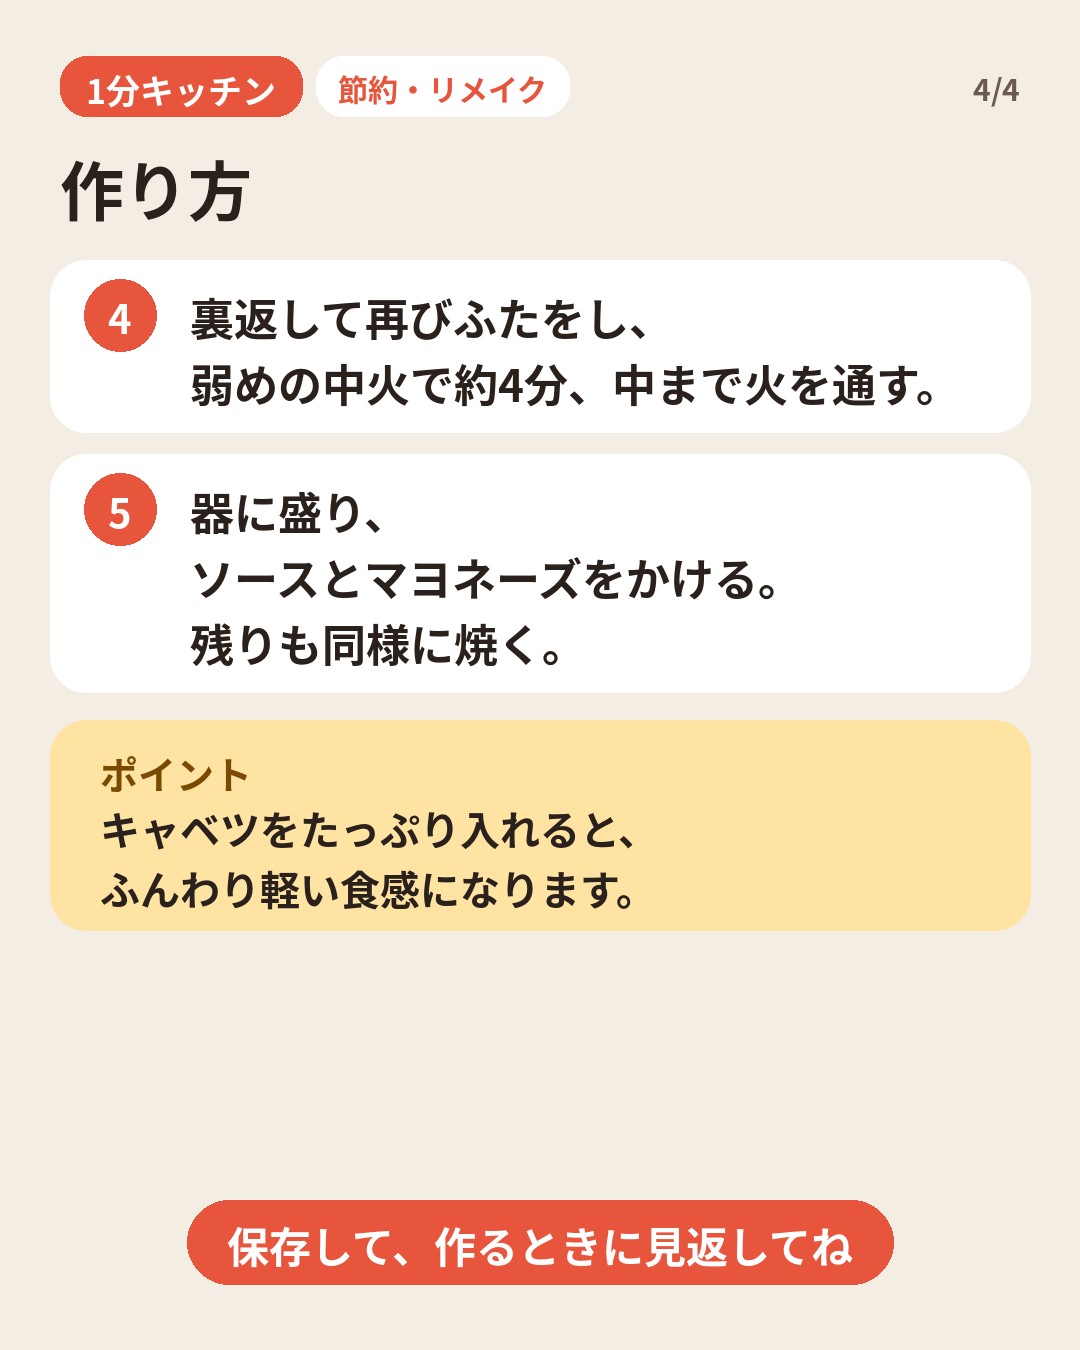 1分キッチン
節約・リメイク
4/4
作り方
4
裏返して再びふたをし、
弱めの中火で約4分、中まで火を通す。
5
器に盛り、
ソースとマヨネーズをかける。
残りも同様に焼く。
ポイント
キャベツをたっぷり入れると、
ふんわり軽い食感になります。
保存して、作るときに見返してね